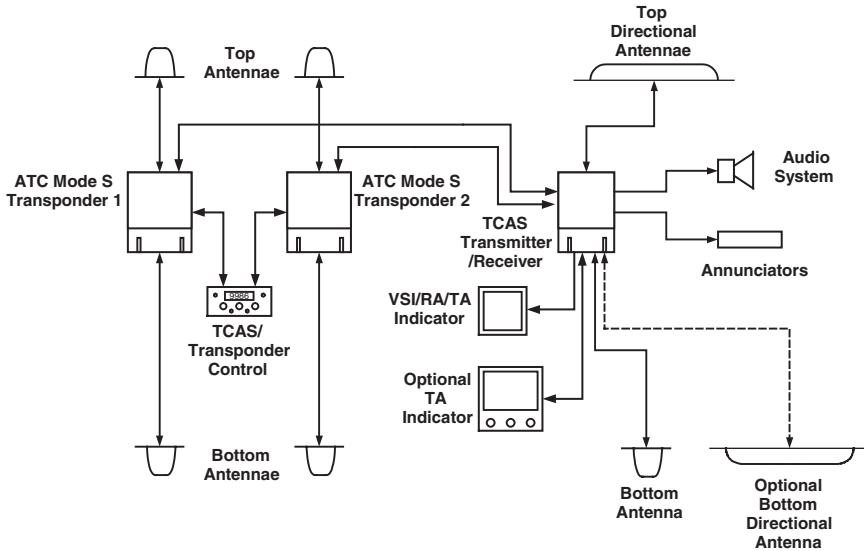 Top
Antennae
Top
Directional
Antennae
ATC Mode S
Transponder 1
ATC Mode S
Transponder 2
Audio
System
TCAS
Transmitter
/Receiver
Annunciators
9986
VSI/RA/TA
Indicator
TCAS/
Transponder
Control
Optional
TA
Indicator
Bottom
Antennae
Bottom
Antenna
Optional
Bottom
Directional
Antenna